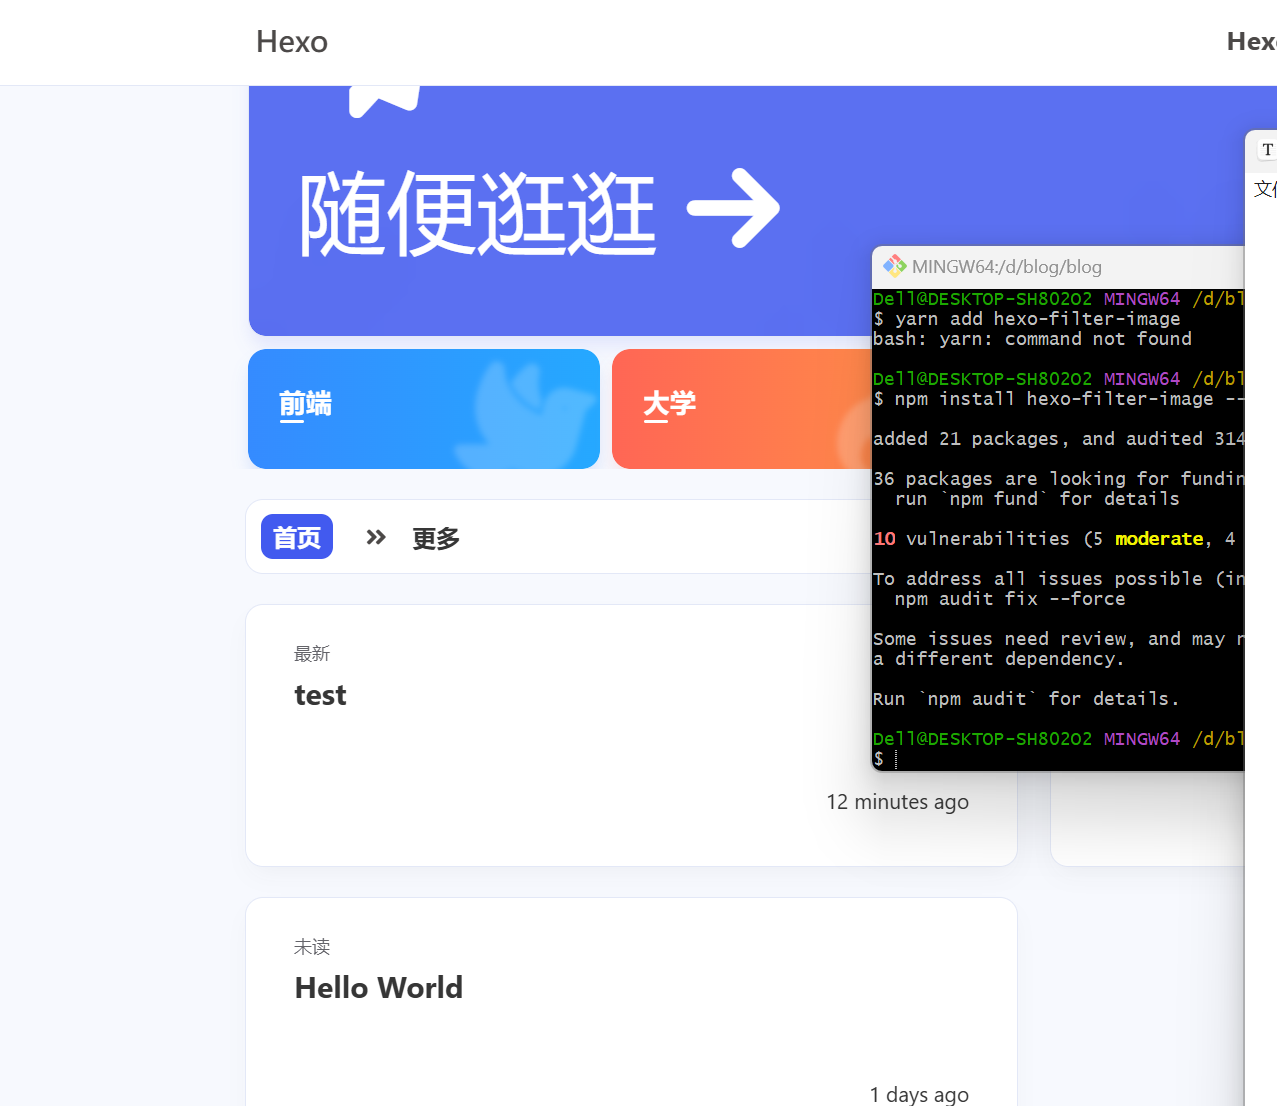 Hexo
Hexo
随便逛逛
前端
大学
首页
更多
最新
test
12 minutes ago
未读
Hello World
1 days ago
MINGW64:/d/blog/blog
Dell@DESKTOP-SH80202 MINGW64 /d/bl
$ yarn add hexo-filter-image
bash: yarn: command not found
Dell@DESKTOP-SH80202 MINGW64 /d/bl
$ npm install hexo-filter-image --
added 21 packages, and audited 314
36 packages are looking for fundin
run `npm fund` for details
10 vulnerabilities (5 moderate, 4
To address all issues possible (in
npm audit fix --force
Some issues need review, and may n
a different dependency.
Run `npm audit` for details.
Dell@DESKTOP-SH80202 MINGW64 /d/bl
$
T
文件